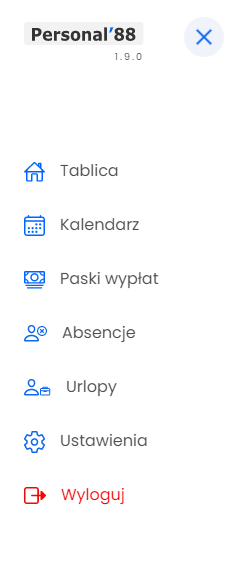 Personal'88
1.9.0
Tablica
Kalendarz
Paski wypłat
Absencje
Urlopy
Ustawienia
Wyloguj